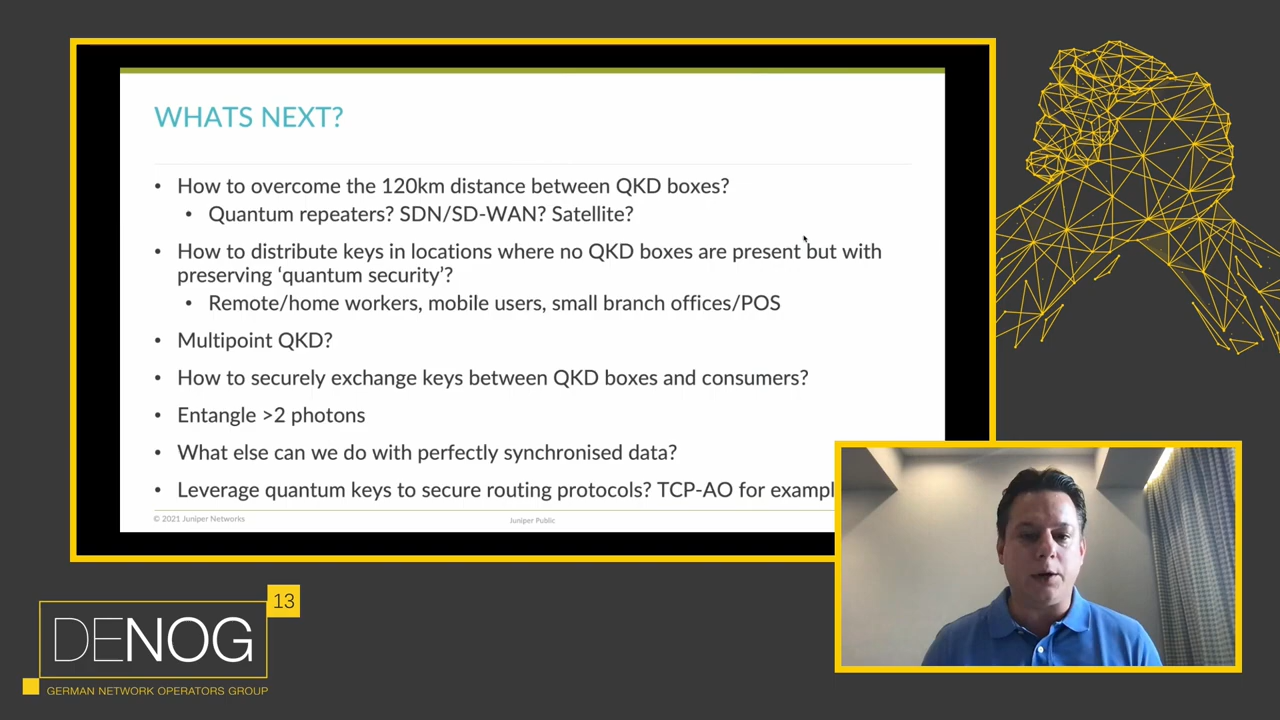 WHATS NEXT?
• How to overcome the 120km distance between QKD boxes?
• Quantum repeaters? SDN/SD-WAN? Satellite?
• How to distribute keys in locations where no QKD boxes are present but with
preserving ‘quantum security’?
• Remote/home workers, mobile users, small branch offices/POS
• Multipoint QKD?
• How to securely exchange keys between QKD boxes and consumers?
• Entangle >2 photons
• What else can we do with perfectly synchronised data?
• Leverage quantum keys to secure routing protocols? TCP-AO for exampl
© 2021 Juniper Networks
Juniper Public
13
DENOG
GERMAN NETWORK OPERATORS GROUP